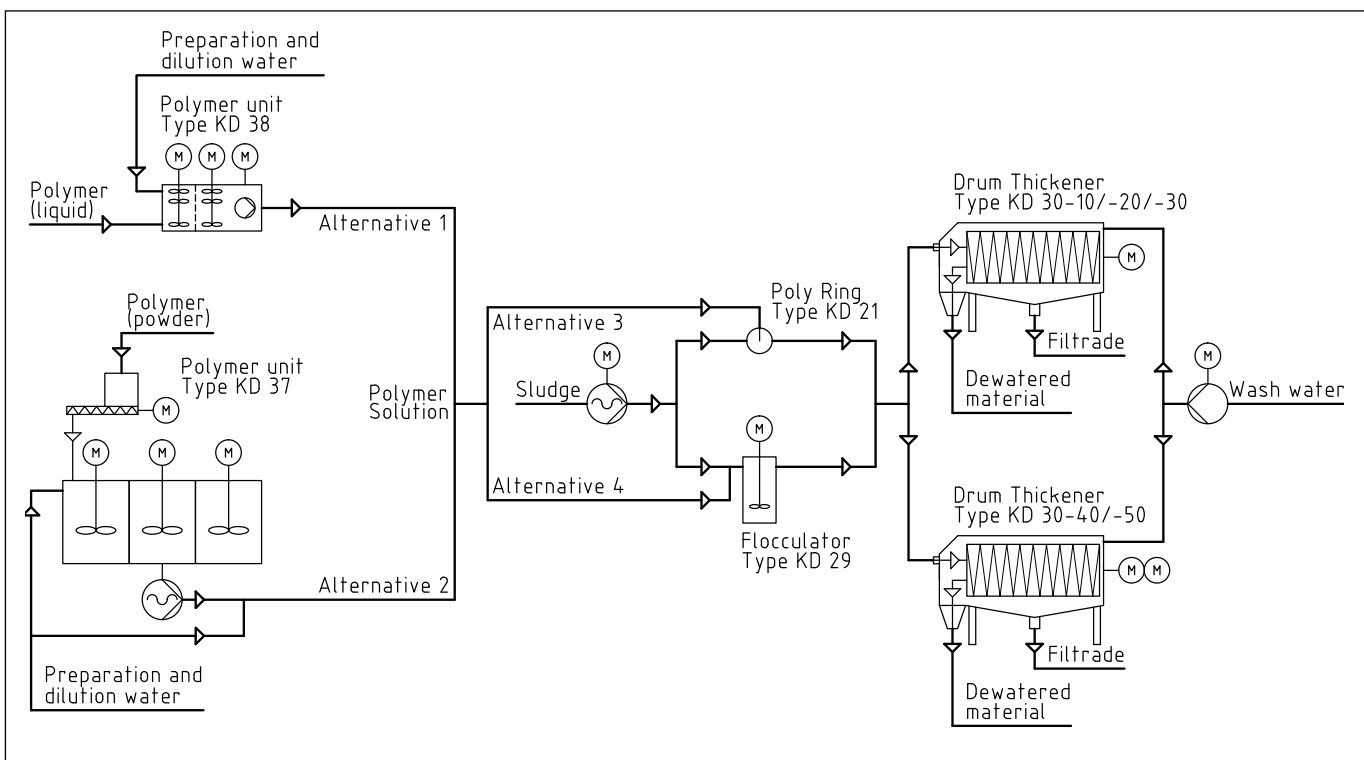 Preparation and
dilution water
Polymer unit
Type KD 38
M
M
M
Polymer
(liquid)
Alternative 1
Polymer
(powder)
Polymer unit
Type KD 37
M
M
M
M
Alternative 2
Preparation and
dilution water
Polymer
Solution
Alternative 3
Sludge
M
Alternative 4
Poly Ring
Type KD 21
M
Flocculator
Type KD 29
Drum Thickener
Type KD 30-10/-20/-30
M
Filtrade
Dewatered
material
M
Wash water
Drum Thickener
Type KD 30-40/-50
M M
Filtrade
Dewatered
material